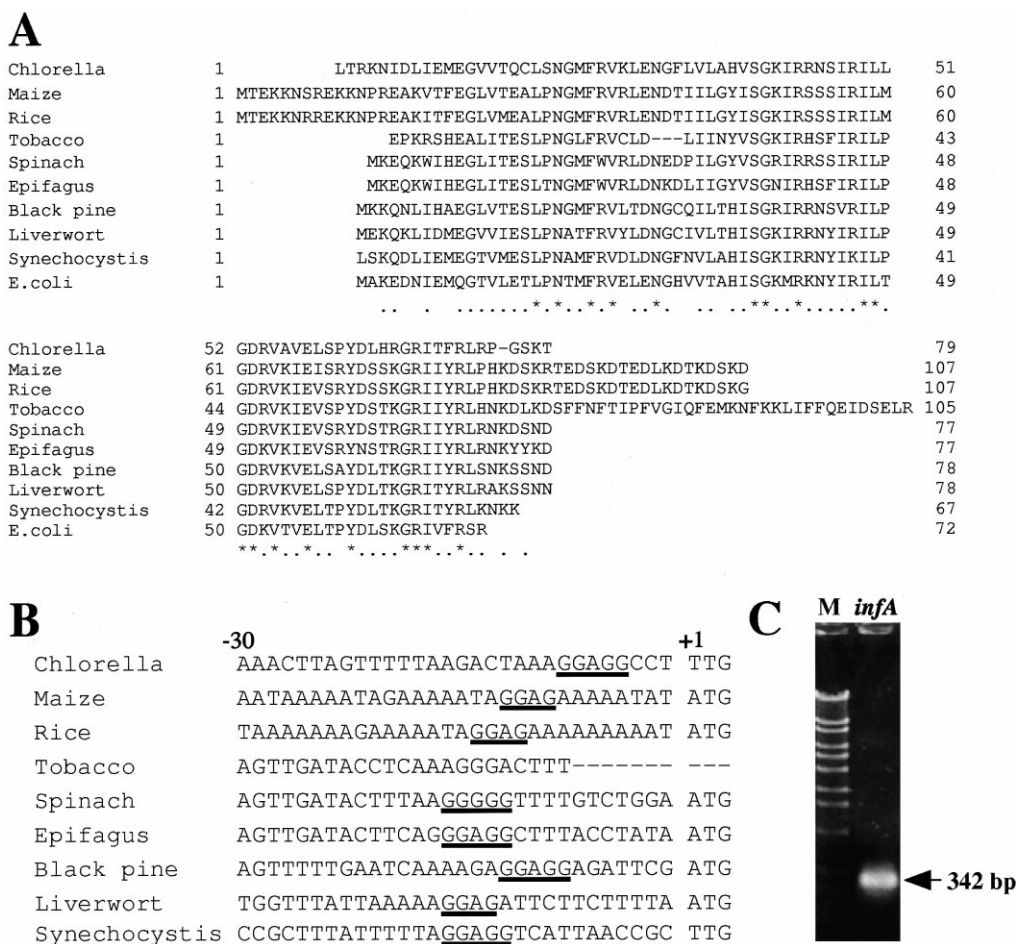 A
Chlorella 1 LTRKNIDLIEMEGVVTQCLSNGMFRVKLENGFLVLAHVSGKIRRNSIRILL 51
Maize 1 MTEKKNSREKKNPREAKVTFEGLVTEALPNGMFRVRLENDTIILGYISGKIRSSSIRILM 60
Rice 1 MTEKKNRREKKNPREAKITFEGLVMEALPNGMFRVRLENDTIILGYISGKIRSSSIRILM 60
Tobacco 1 EPKRSHEALITESLPNGLFRVCLD---LIINYVSGKIRHSFIRILP 43
Spinach 1 MKEQKWIHEGLITESLPNGMFWVRLDNEDPILGYVSGRIRRSSIRILP 48
Epifagus 1 MKEQKWIHEGLITESLTNGMFWVRLDNKDLIIGYVSGNIRHSFIRILP 48
Black pine 1 MKKQNLIHAEGLVTESLPNGMFRVLTDNGCQILTHISGRIRRNSVRILP 49
Liverwort 1 MEKQKLIDMEGVVIESLPNATFRVYLDNGCIVLTHISGKIRRNYIRILP 49
Synechocystis 1 LSKQDLIEMEGTVMESLPNAMFRVDLDNGFNVLAHISGKIRRNYIKILP 41
E.coli 1 MAKEDNIEMQGTVLETLPNTMFRVELENGHVVTAHISGKMRKNYIRILT 49
.. . .......*.*..*.*...*. .. ...**..*.....**.
Chlorella 52 GDRVAVELSPYDLHRGRITFRLRP-GSKT 79
Maize 61 GDRVKIEVSRYDSSKGRIIYRLPHKDSKRTEDSKDTEDLKDTKDSKD 107
Rice 61 GDRVKIEVSRYDSSKGRIIYRLPHKDSKRTEDSKDTEDLKDTKDSKG 107
Tobacco 44 GDRVKIEVSPYDSTKGRIIYRLHNKDLKDSFFNFTIPFVGIQFEMKNFKKLIFFQEIDSELR 105
Spinach 49 GDRVKIEVSRYDSTRGRIIYRLRNKDSND 77
Epifagus 49 GDKVKIEVSRYNSTRGRIIYRLRNKYYKD 77
Black pine 50 GDRVKVELSPYDLTKGRIIYRLSNKSSND 78
Liverwort 50 GDRVKVELSPYDLTKGRITYRLRAKSSNN 78
Synechocystis 42 GDRVKVELTPYDLTKGRITYRLKNKK 67
E.coli 50 GDKVTVELTPYDLSKGRIVFRSR 72
**.*..*...*....***..*.. . .
B
-30 +1
Chlorella AAACTTAGTTTTTAAGACTAAAGGAGGCCT TTG
Maize AATAAAAATAGAAAAATAGGAGAAAAATAT ATG
Rice TAAAAAAAGAAAAATAGGAGAAAAAAAAAT ATG
Tobacco AGTTGATACCTCAAAGGGACTTT------- ---
Spinach AGTTGATACTTTAAGGGGGTTTTGTCTGGA ATG
Epifagus AGTTGATACTTCAGGGAGGCTTTACCTATA ATG
Black pine AGTTTTTGAATCAAAAGAGGAGGAGATTCG ATG
Liverwort TGGTTTATTAAAAAGGAGATTCTTCTTTTA ATG
Synechocystis CCGCTTTATTTTTAGGAGGTCATTAACCGC TTG
C
M infA
342 bp